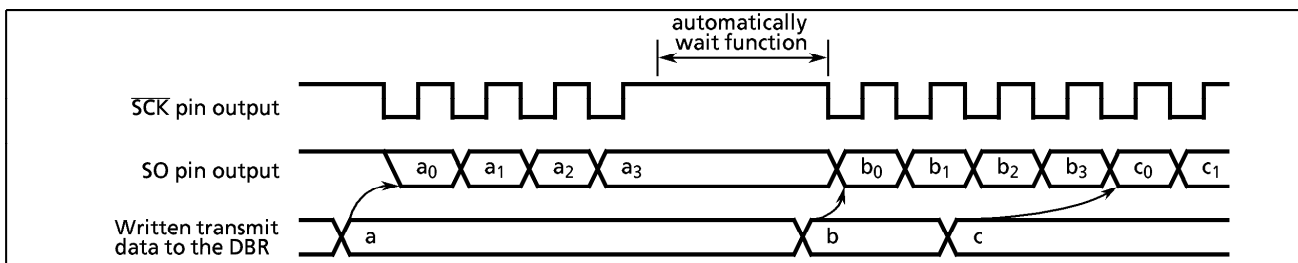 automatically
wait function
S̅C̅K̅ pin output
SO pin output
a₀ a₁ a₂ a₃ b₀ b₁ b₂ b₃ c₀ c₁
Written transmit
data to the DBR
a b c